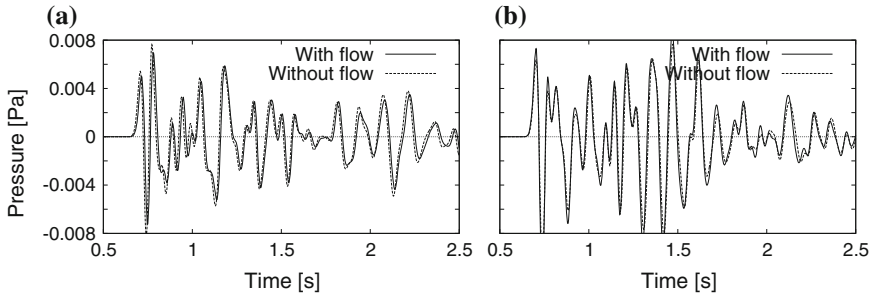 (a)
(b)
0.008
0.004
0
-0.004
-0.008
Pressure [Pa]
With flow
Without flow
With flow
Without flow
0.5 1 1.5 2 2.5
0.5 1 1.5 2 2.5
Time [s]
Time [s]